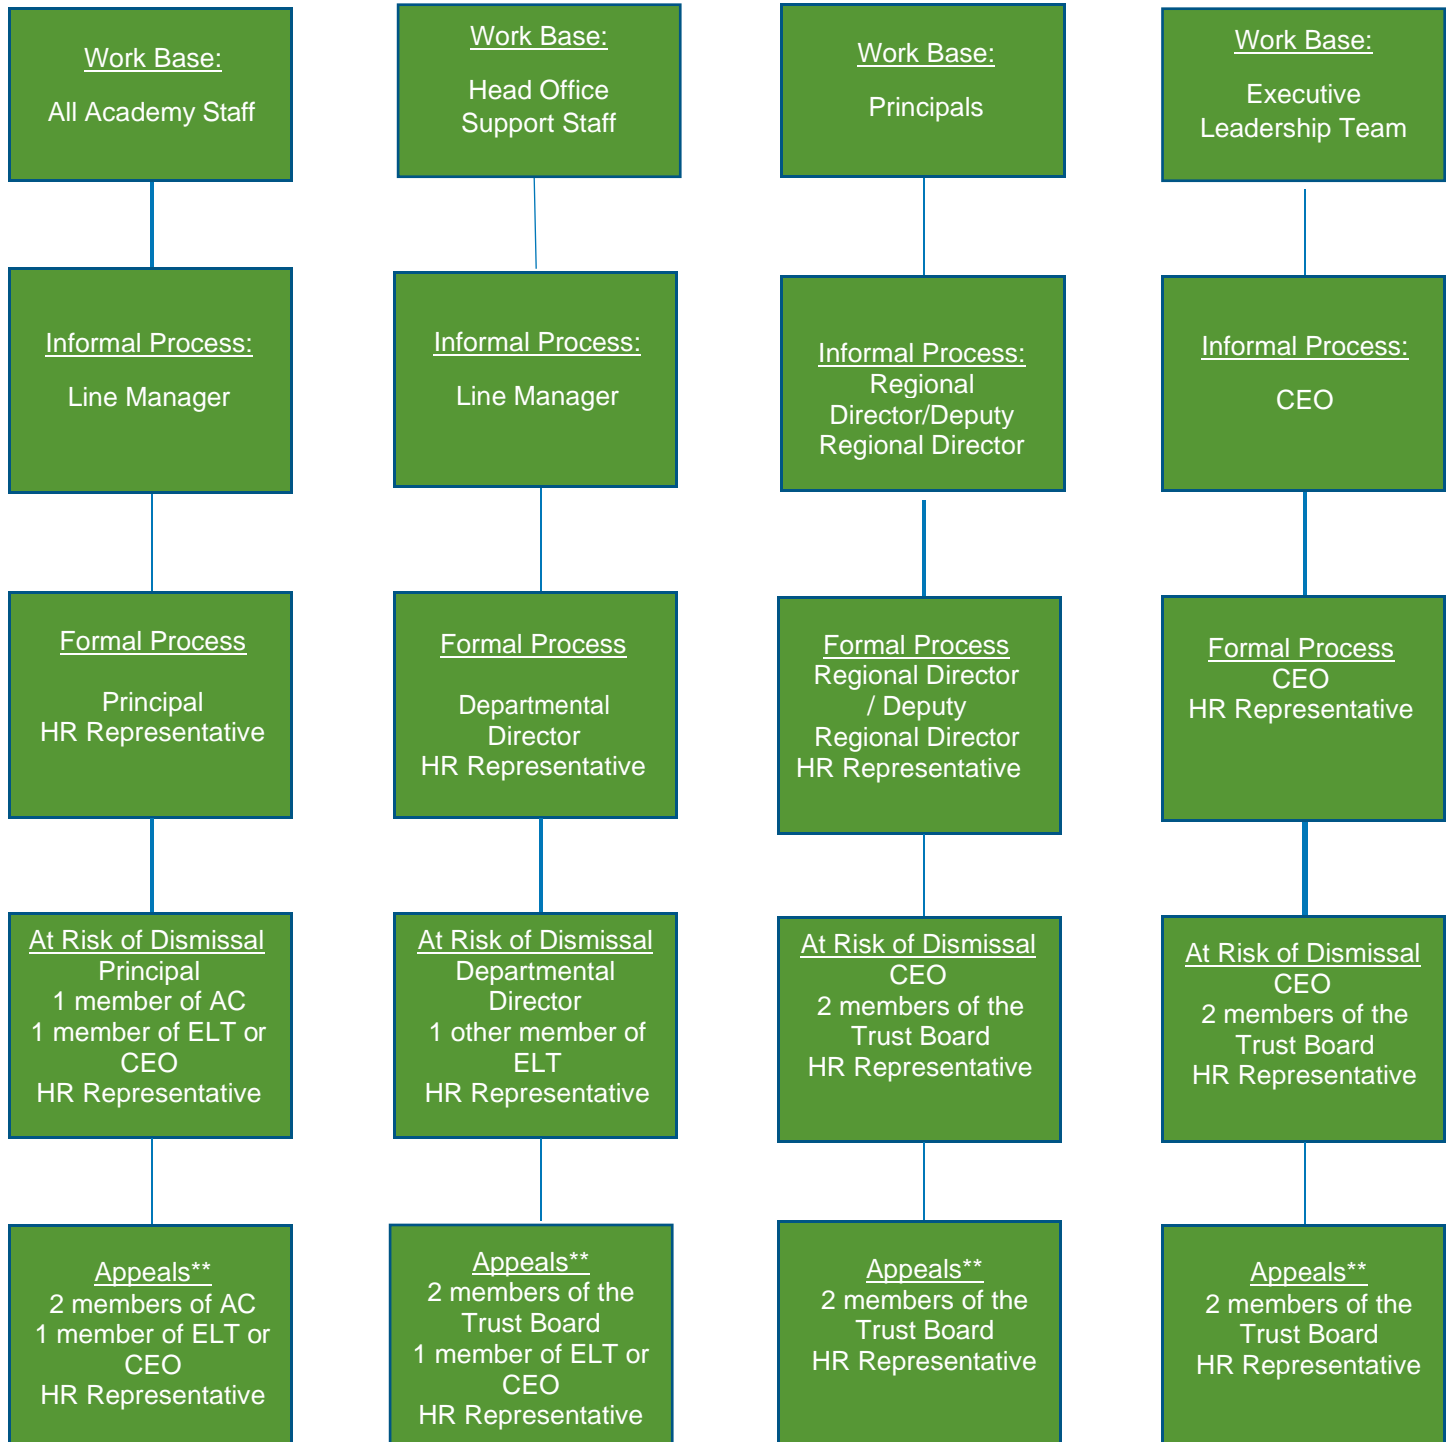 Work Base:
All Academy Staff
Informal Process:
Line Manager
Formal Process
Principal
HR Representative
At Risk of Dismissal
Principal
1 member of AC
1 member of ELT or
CEO
HR Representative
Appeals**
2 members of AC
1 member of ELT or
CEO
HR Representative
Work Base:
Head Office
Support Staff
Informal Process:
Line Manager
Formal Process
Departmental
Director
HR Representative
At Risk of Dismissal
Departmental
Director
1 other member of
ELT
HR Representative
Appeals**
2 members of the
Trust Board
1 member of ELT or
CEO
HR Representative
Work Base:
Principals
Informal Process:
Regional
Director/Deputy
Regional Director
Formal Process
Regional Director
/ Deputy
Regional Director
HR Representative
At Risk of Dismissal
CEO
2 members of the
Trust Board
HR Representative
Appeals**
2 members of the
Trust Board
HR Representative
Work Base:
Executive
Leadership Team
Informal Process:
CEO
Formal Process
CEO
HR Representative
At Risk of Dismissal
CEO
2 members of the
Trust Board
HR Representative
Appeals**
2 members of the
Trust Board
HR Representative